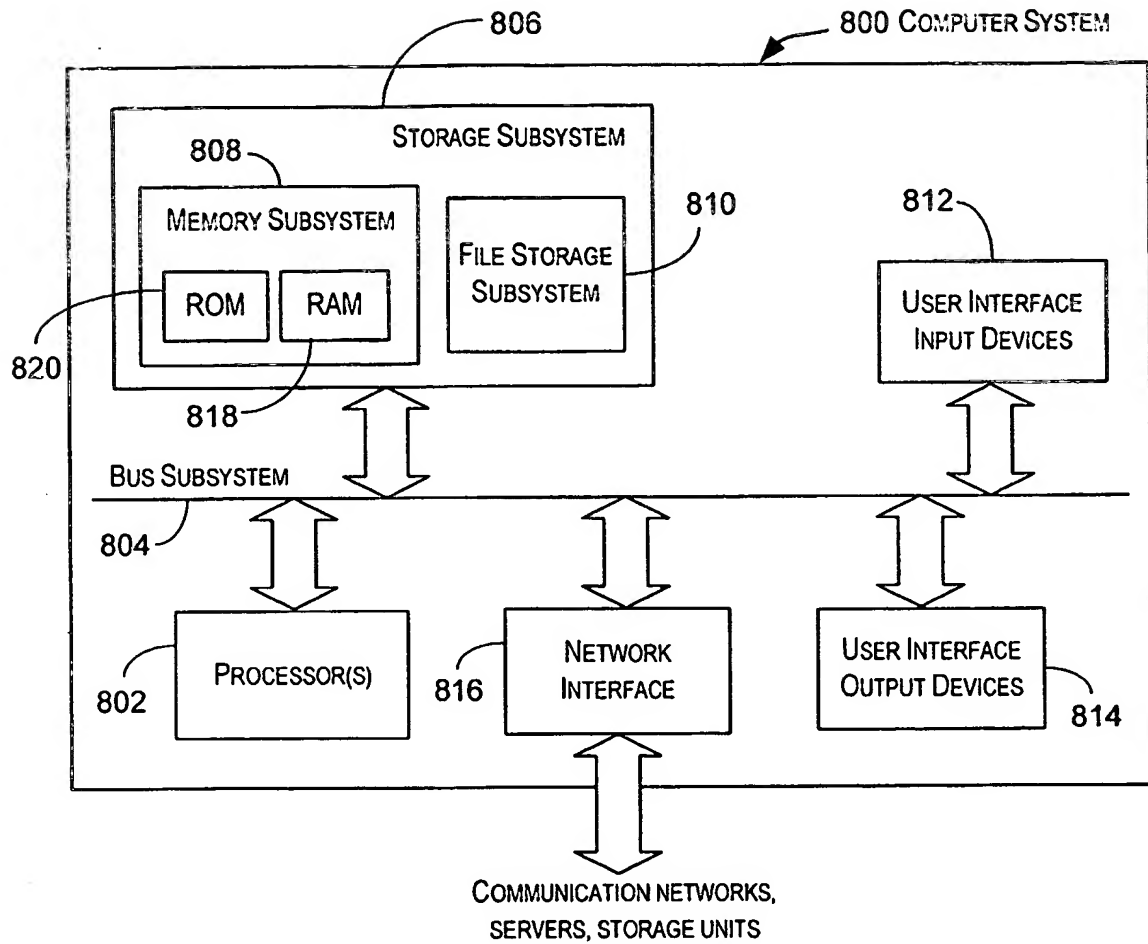 800 COMPUTER SYSTEM
806
STORAGE SUBSYSTEM
808
MEMORY SUBSYSTEM
ROM
RAM
820
818
FILE STORAGE
SUBSYSTEM
810
812
USER INTERFACE
INPUT DEVICES
BUS SUBSYSTEM
804
PROCESSOR(S)
802
NETWORK
INTERFACE
816
USER INTERFACE
OUTPUT DEVICES
814
COMMUNICATION NETWORKS,
SERVERS, STORAGE UNITS